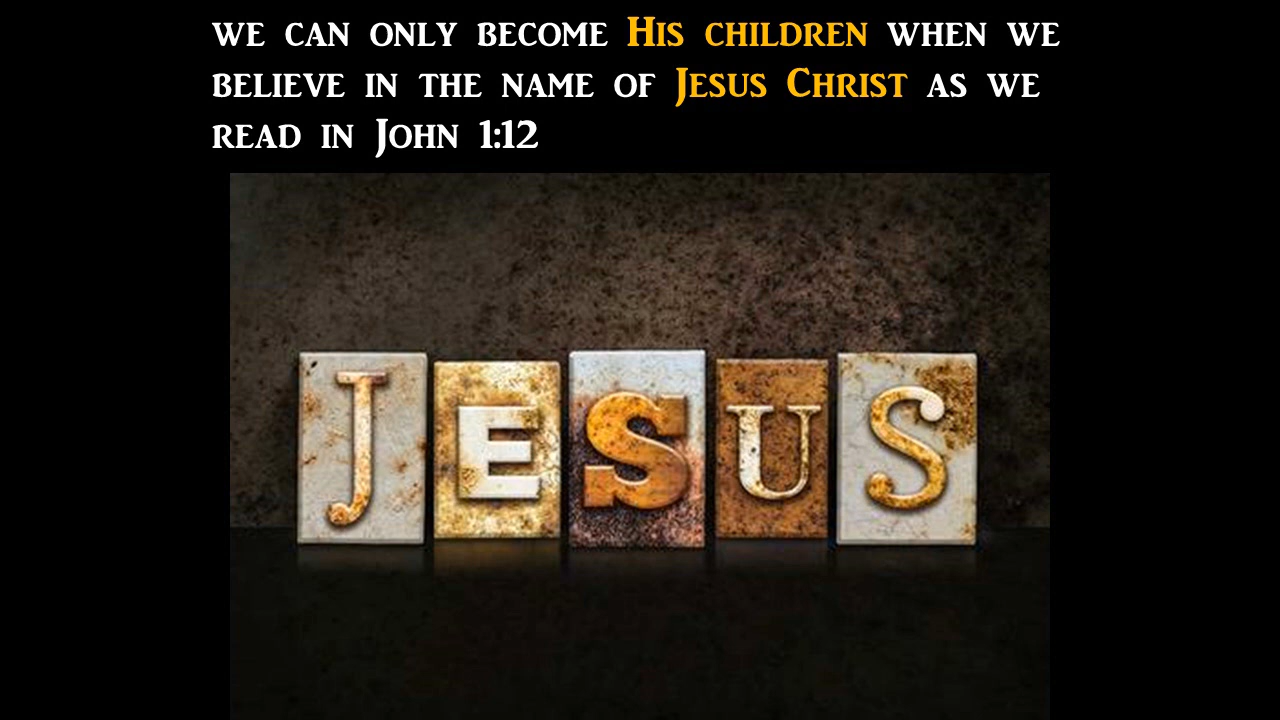 we can only become His children when we
believe in the name of Jesus Christ as we
read in John 1:12
JESUS